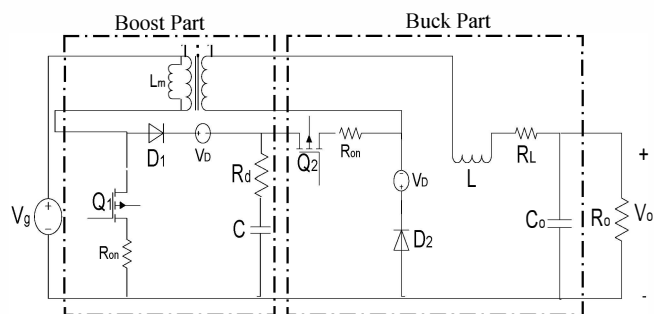 Boost Part
Buck Part
Lm
D1
VD
Q2
Ron
Rd
VD
L
RL
Q1
Vg
Ron
C
D2
Co
Ro
Vo
+
-